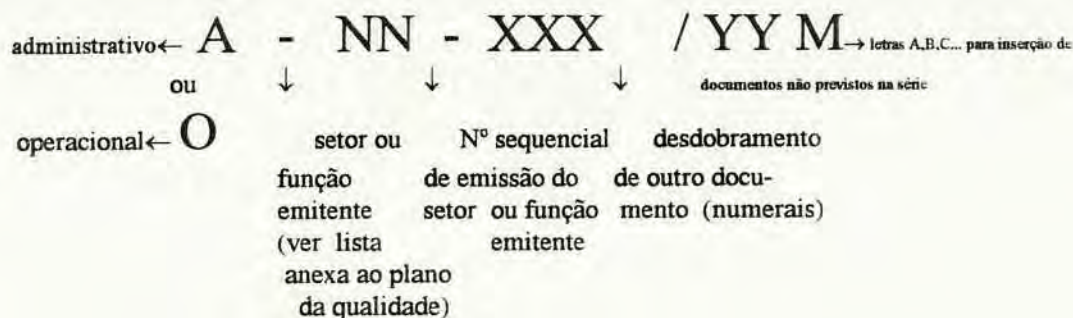 administrativo← A - NN - XXX / YY M→ letras A,B,C... para inserção de
ou ↓ ↓ ↓ documentos não previstos na série
operacional← O setor ou Nº sequencial desdobramento
função de emissão do de outro docu-
emitente setor ou função mento (numerais)
(ver lista emitente
anexa ao plano
da qualidade)